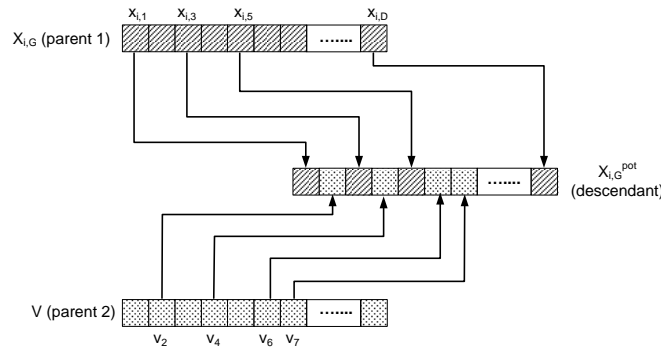 x_{i,1} x_{i,3} x_{i,5} x_{i,D}
X_{i,G} (parent 1)
........
X_{i,G}^{pot}
(descendant)
........
V (parent 2)
........
v_2 v_4 v_6 v_7